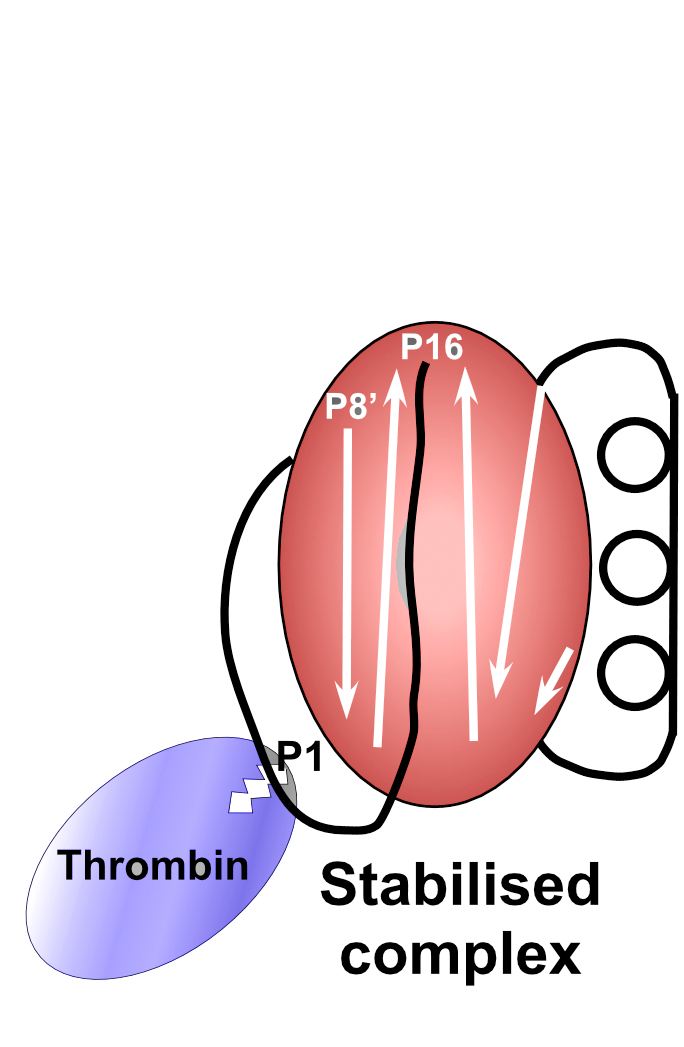 P16
P8’
P1
Thrombin
Stabilised
complex